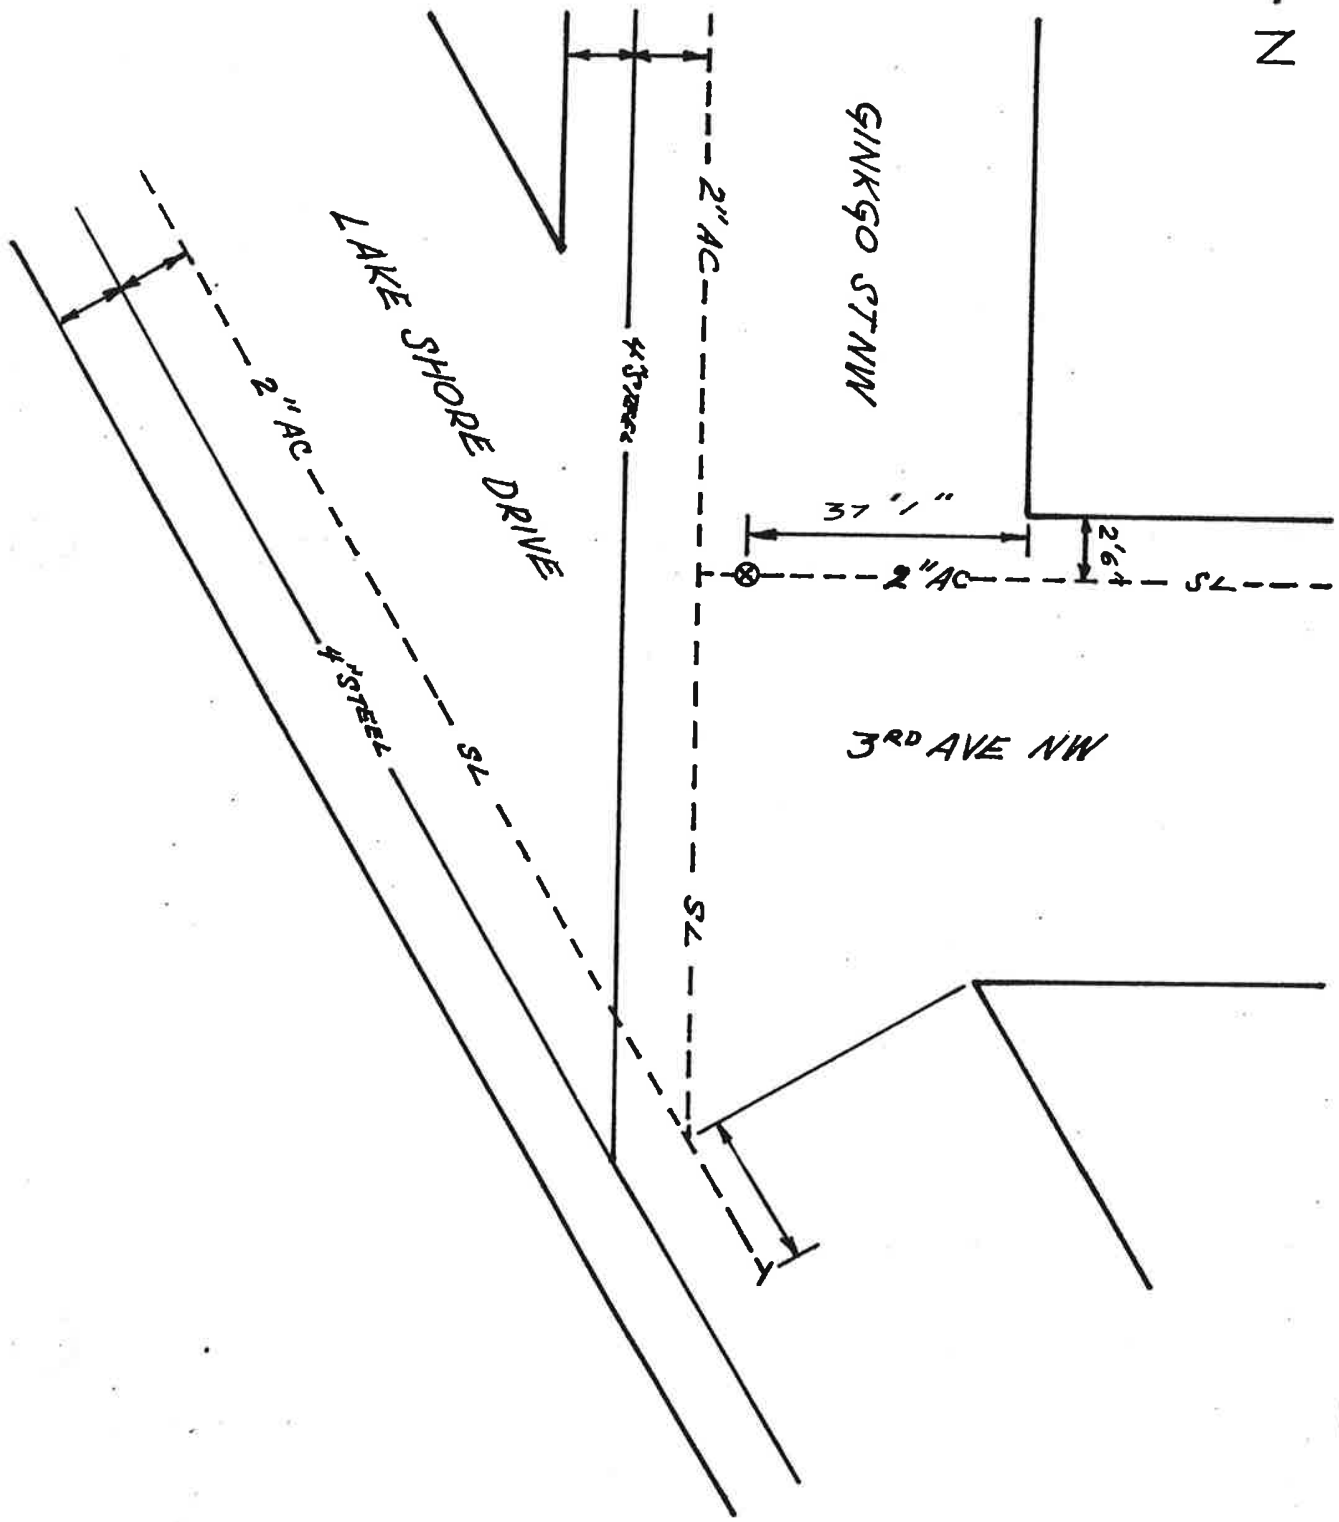 N
GINKGO ST NW
2" AC
4" STEEL
LAKE SHORE DRIVE
2" AC
37'1"
2'6"
2" AC
SL
4" STEEL
SL
3RD AVE NW
SL